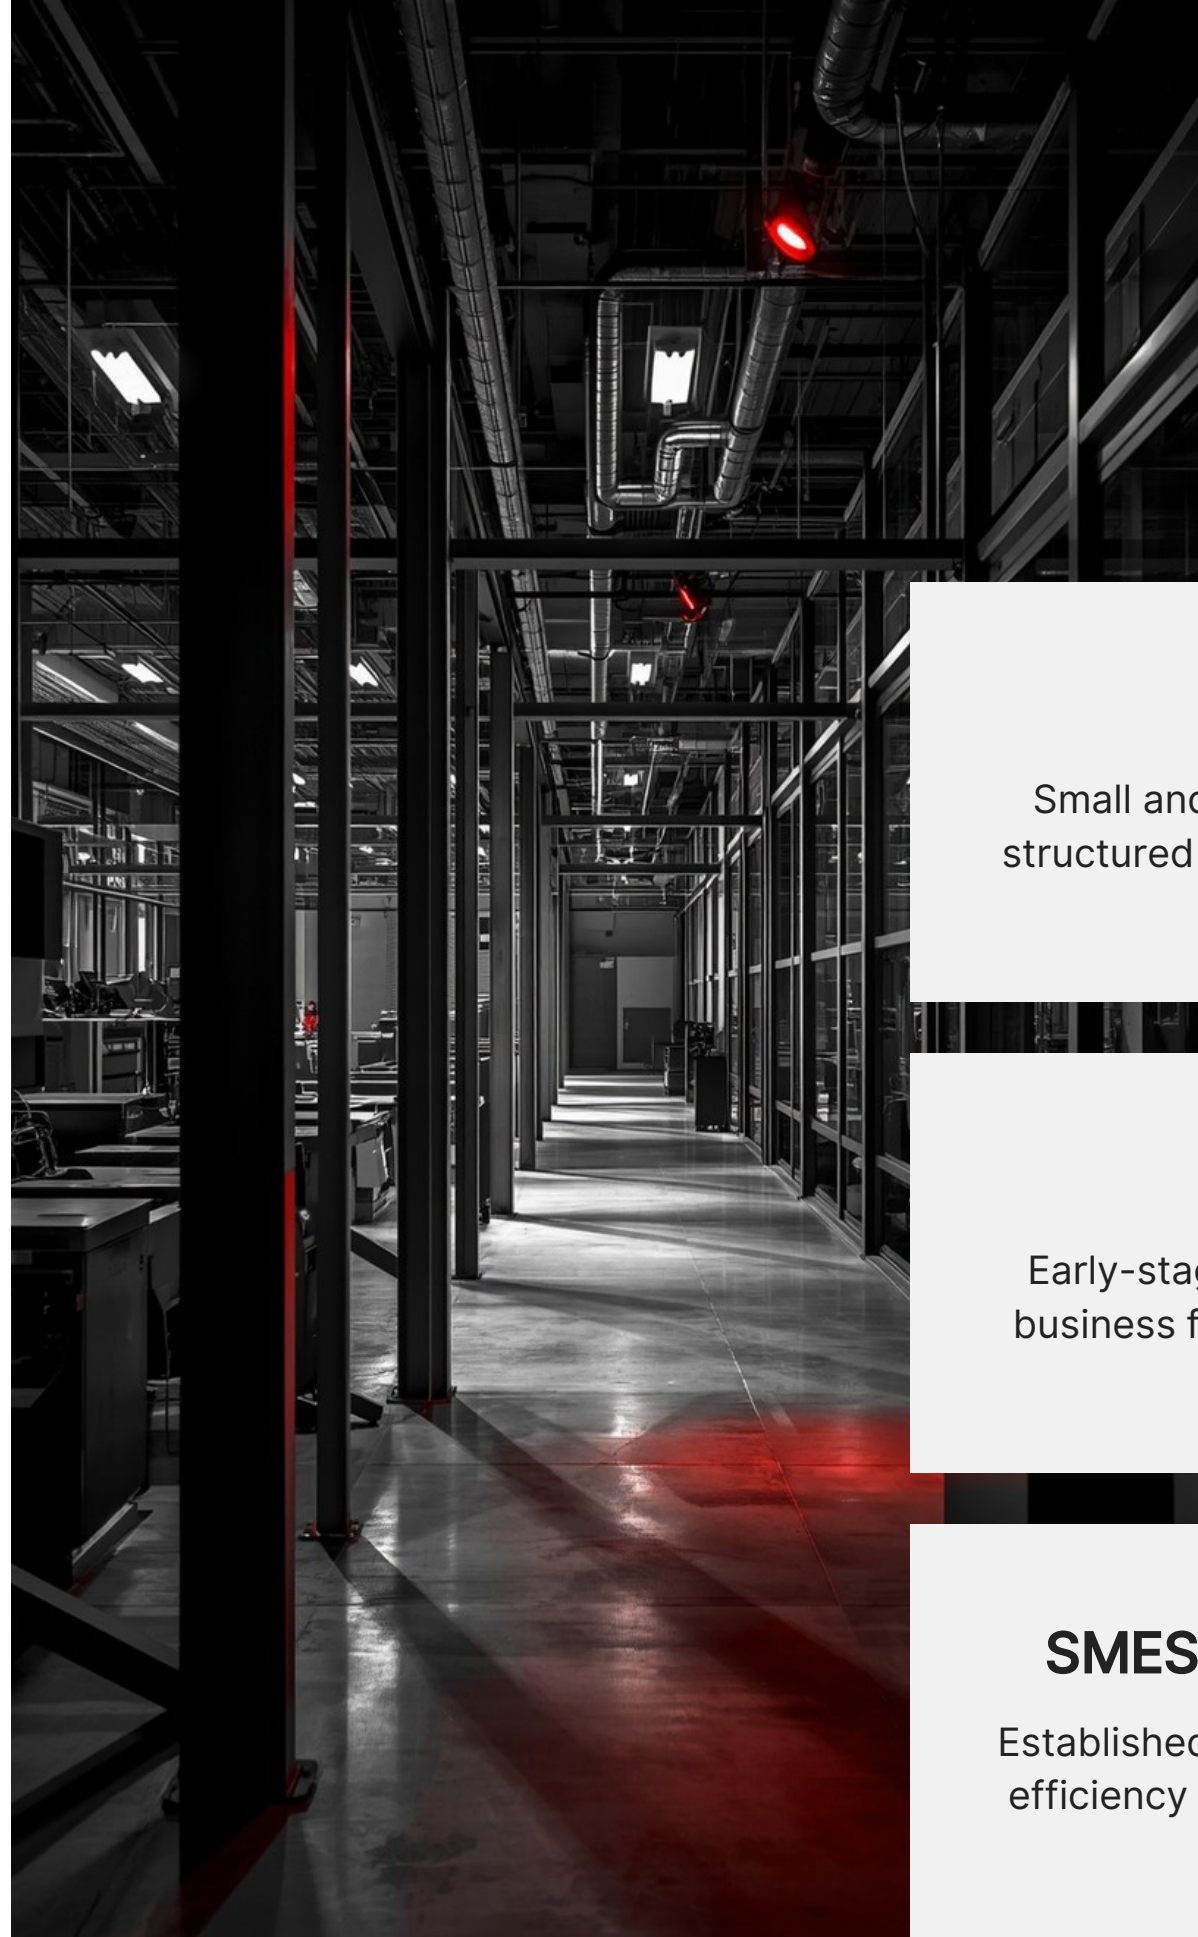 Small and
structured
Early-stag
business f
SMES
Established
efficiency